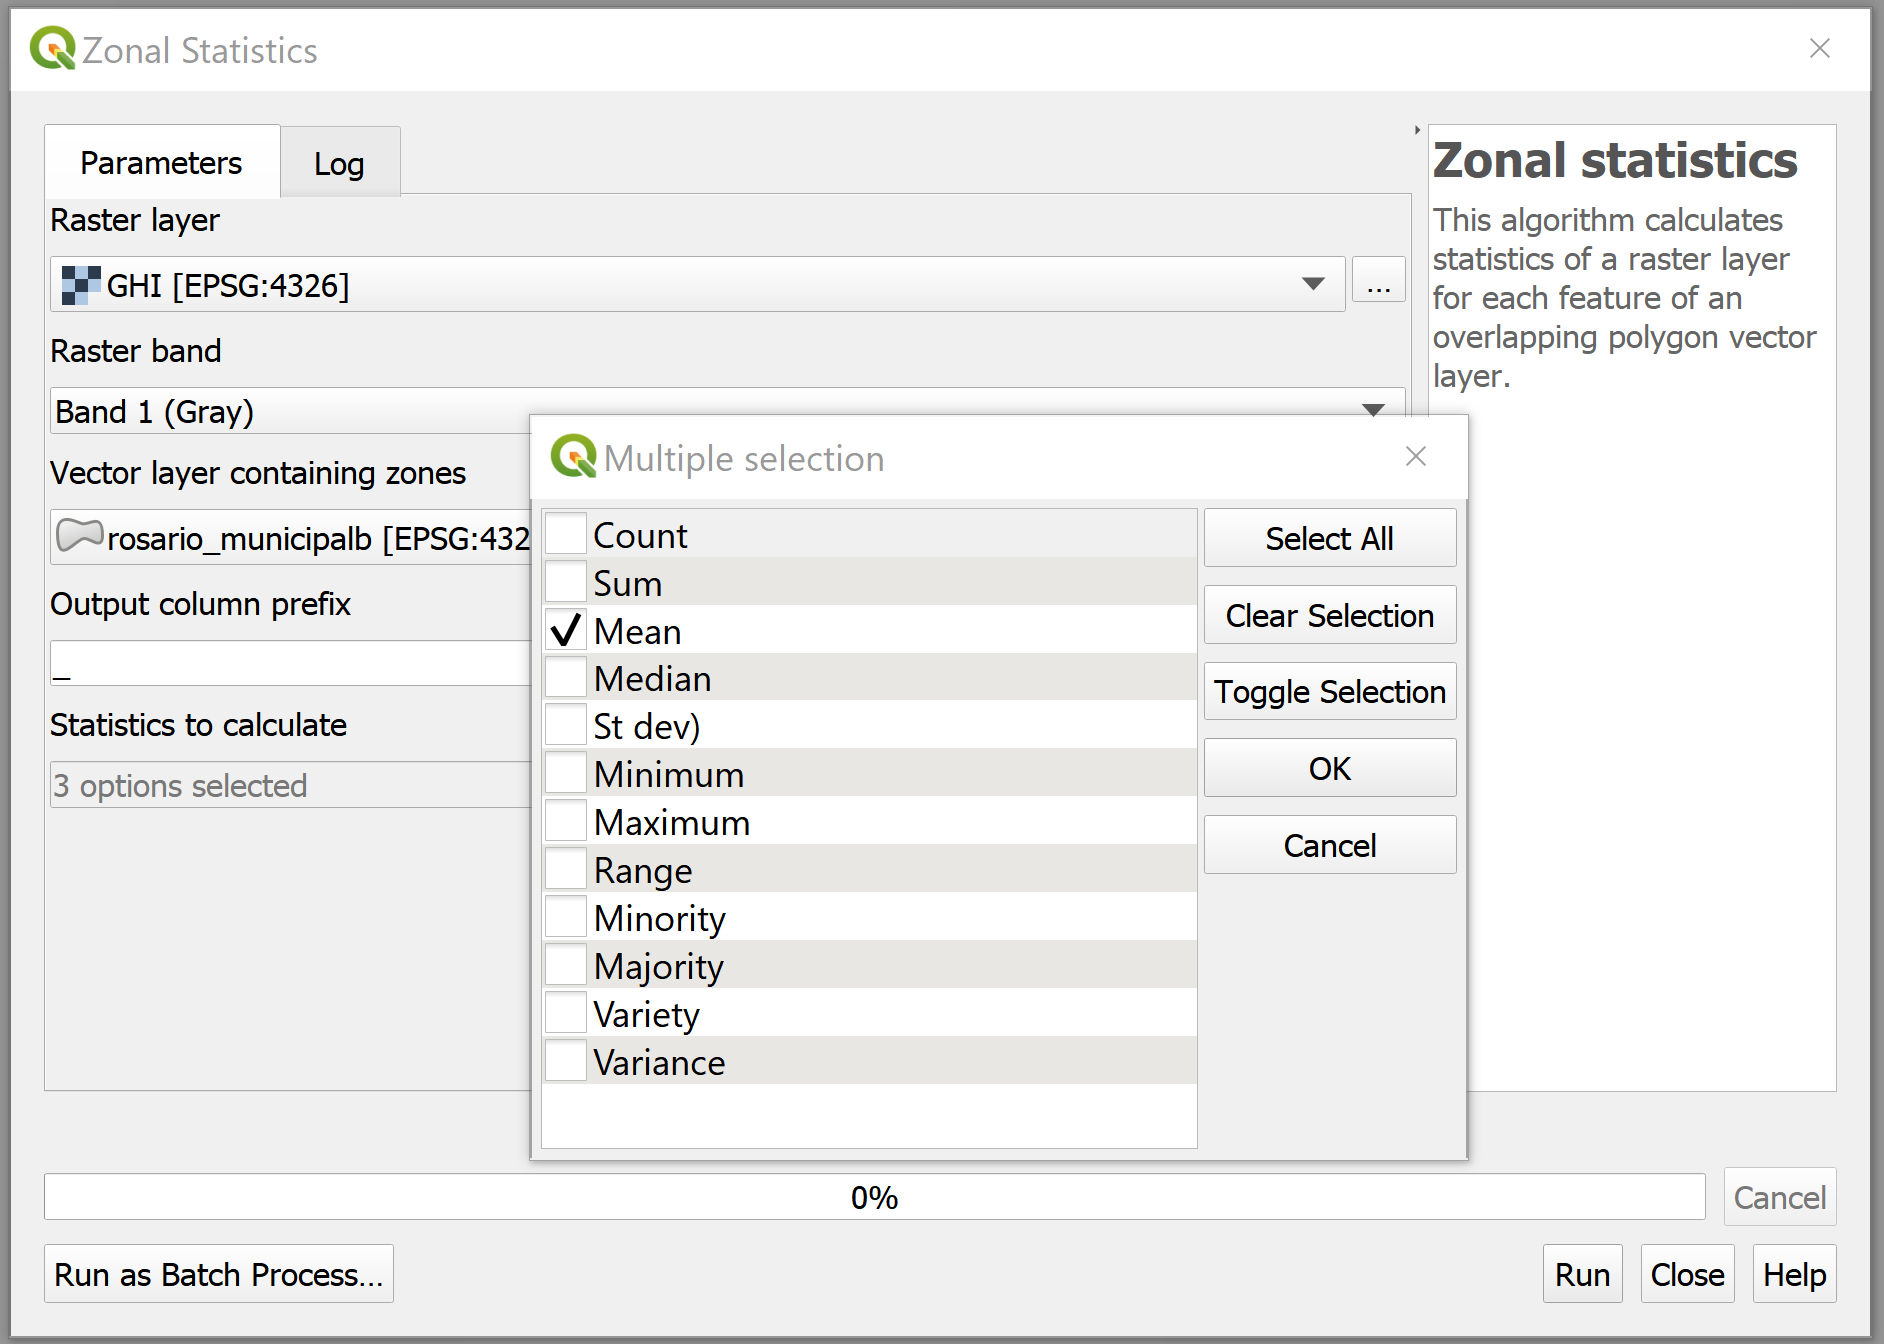 Zonal Statistics
Parameters
Log
Raster layer
GHI [EPSG:4326]
...
Raster band
Band 1 (Gray)
Vector layer containing zones
rosario_municipalb [EPSG:432
Output column prefix
_
Statistics to calculate
3 options selected
Zonal statistics
This algorithm calculates
statistics of a raster layer
for each feature of an
overlapping polygon vector
layer.
Multiple selection
Count
Sum
Mean
Median
St dev)
Minimum
Maximum
Range
Minority
Majority
Variety
Variance
Select All
Clear Selection
Toggle Selection
OK
Cancel
0%
Cancel
Run as Batch Process...
Run
Close
Help